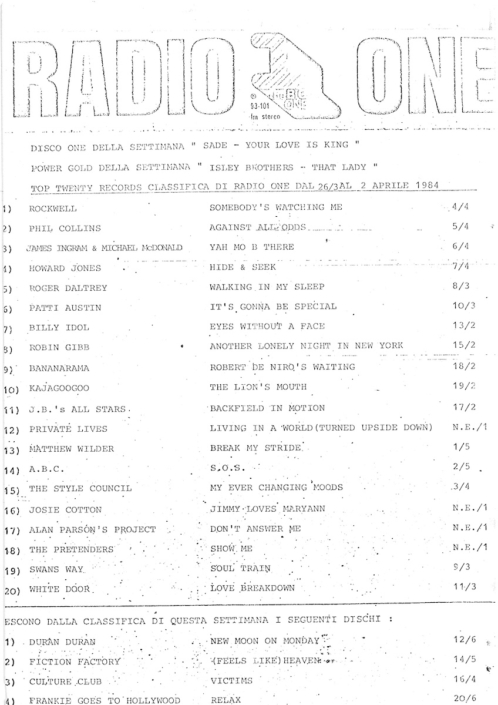 RADIO ONE
THE BIG ONE
93-101
fm stereo
DISCO ONE DELLA SETTIMANA " SADE - YOUR LOVE IS KING "
POWER GOLD DELLA SETTIMANA " ISLEY BROTHERS - THAT LADY "
TOP TWENTY RECORDS CLASSIFICA DI RADIO ONE DAL 26/3 AL 2 APRILE 1984
1) ROCKWELL SOMEBODY'S WATCHING ME 4/4
2) PHIL COLLINS AGAINST ALL ODDS 5/4
3) JAMES INGRAM & MICHAEL McDONALD YAH MO B THERE 6/4
4) HOWARD JONES HIDE & SEEK 7/4
5) ROGER DALTREY WALKING IN MY SLEEP 8/3
6) PATTI AUSTIN IT'S GONNA BE SPECIAL 10/3
7) BILLY IDOL EYES WITHOUT A FACE 13/2
8) ROBIN GIBB ANOTHER LONELY NIGHT IN NEW YORK 15/2
9) BANANARAMA ROBERT DE NIRO'S WAITING 18/2
10) KAJAGOOGOO THE LION'S MOUTH 19/2
11) J.B.'s ALL STARS BACKFIELD IN MOTION 17/2
12) PRIVATE LIVES LIVING IN A WORLD(TURNED UPSIDE DOWN) N.E./1
13) MATTHEW WILDER BREAK MY STRIDE 1/5
14) A.B.C. S.O.S. 2/5
15) THE STYLE COUNCIL MY EVER CHANGING MOODS 3/4
16) JOSIE COTTON JIMMY LOVES MARYANN N.E./1
17) ALAN PARSON'S PROJECT DON'T ANSWER ME N.E./1
18) THE PRETENDERS SHOW ME N.E./1
19) SWANS WAY SOUL TRAIN 9/3
20) WHITE DOOR LOVE BREAKDOWN 11/3
ESCONO DALLA CLASSIFICA DI QUESTA SETTIMANA I SEGUENTI DISCHI :
1) DURAN DURAN NEW MOON ON MONDAY 12/6
2) FICTION FACTORY (FEELS LIKE)HEAVEN 14/5
3) CULTURE CLUB VICTIMS 16/4
4) FRANKIE GOES TO HOLLYWOOD RELAX 20/6